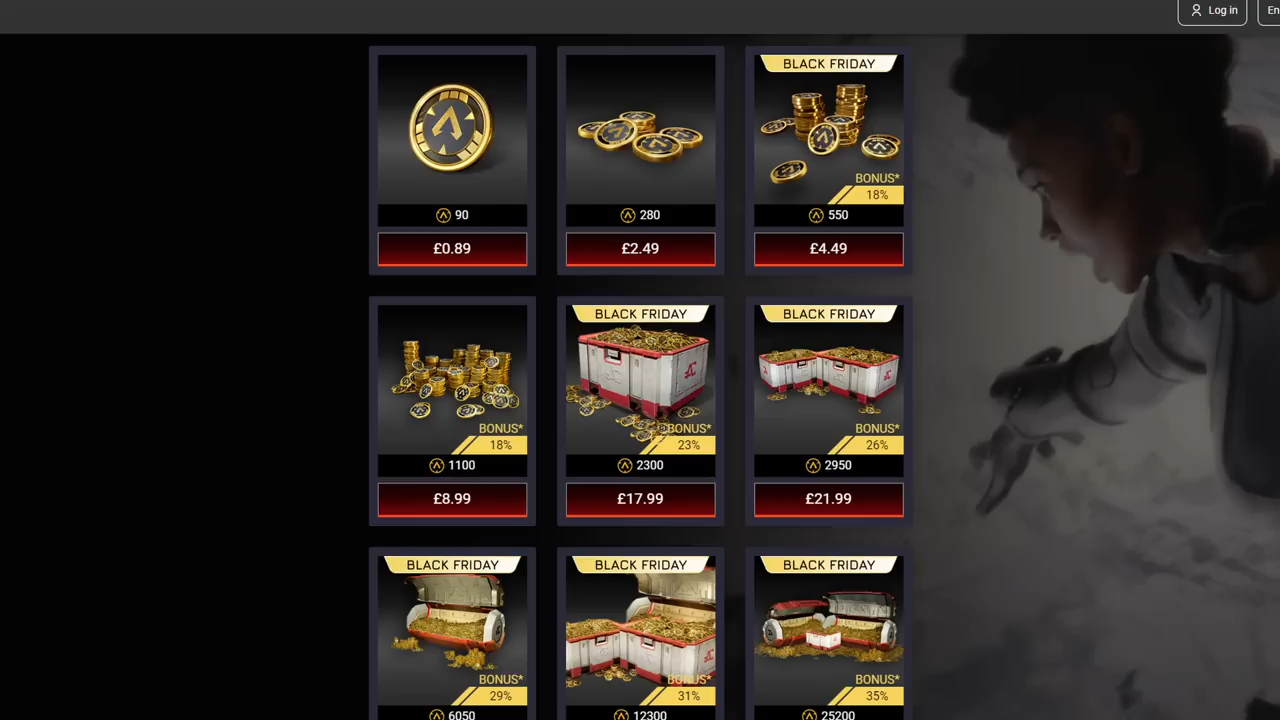 Log in
En
90
£0.89
280
£2.49
BLACK FRIDAY
BONUS*
18%
550
£4.49
BONUS*
18%
1100
£8.99
BLACK FRIDAY
BONUS*
23%
2300
£17.99
BLACK FRIDAY
BONUS*
26%
2950
£21.99
BLACK FRIDAY
BONUS*
29%
6050
BLACK FRIDAY
BONUS*
31%
12300
BLACK FRIDAY
BONUS*
35%
25200